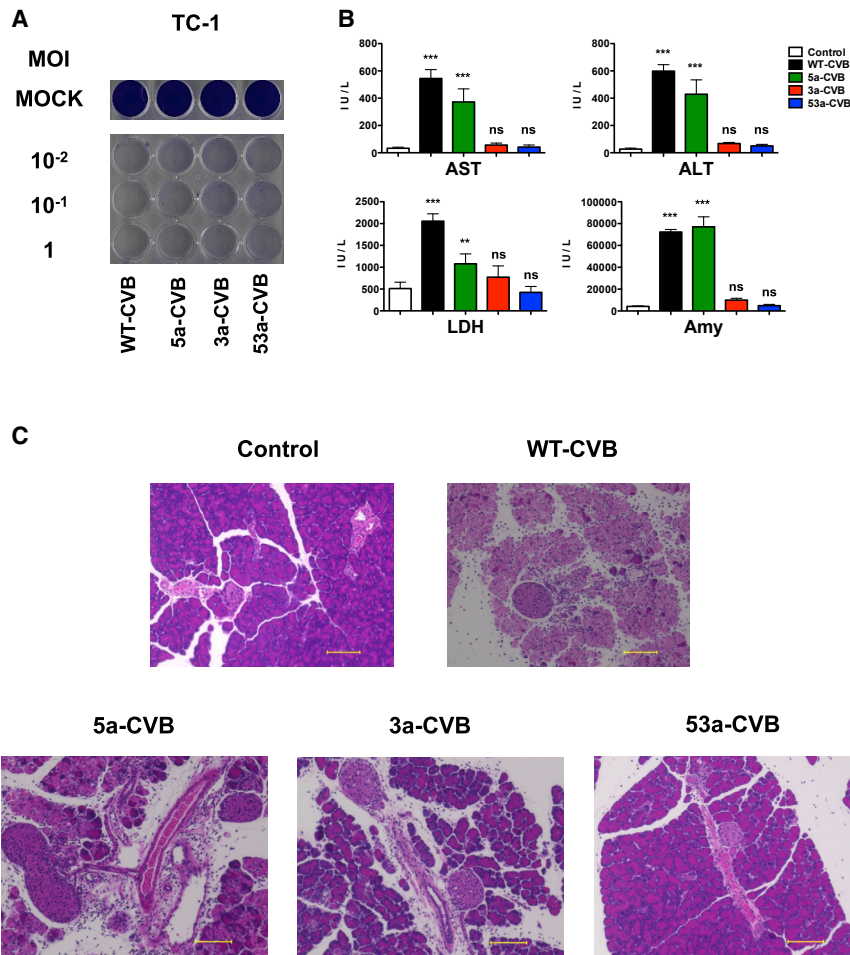 A
TC-1
MOI
MOCK
10-2
10-1
1
WT-CVB
5a-CVB
3a-CVB
53a-CVB
B
800
600
400
200
0
IU/L
***
***
ns
ns
AST
800
600
400
200
0
IU/L
***
***
ns
ns
ALT
Control
WT-CVB
5a-CVB
3a-CVB
53a-CVB
2500
2000
1500
1000
500
0
IU/L
***
**
ns
ns
LDH
100000
80000
60000
40000
20000
0
IU/L
***
***
ns
ns
Amy
C
Control
WT-CVB
5a-CVB
3a-CVB
53a-CVB